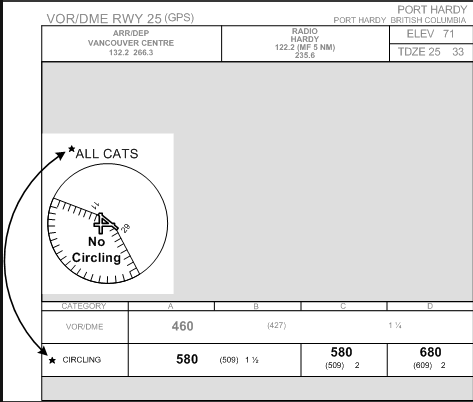 VOR/DME RWY 25 (GPS)
PORT HARDY
PORT HARDY BRITISH COLUMBIA
ARR/DEP
VANCOUVER CENTRE
132.2 266.3
RADIO
HARDY
122.2 (MF 5 NM)
235.6
ELEV 71
TDZE 25 33
★ALL CATS
11
29
No
Circling
CATEGORY A B C D
VOR/DME 460 (427) 1 ¼
★ CIRCLING 580 (509) 1 ½ 580 (509) 2 680 (609) 2